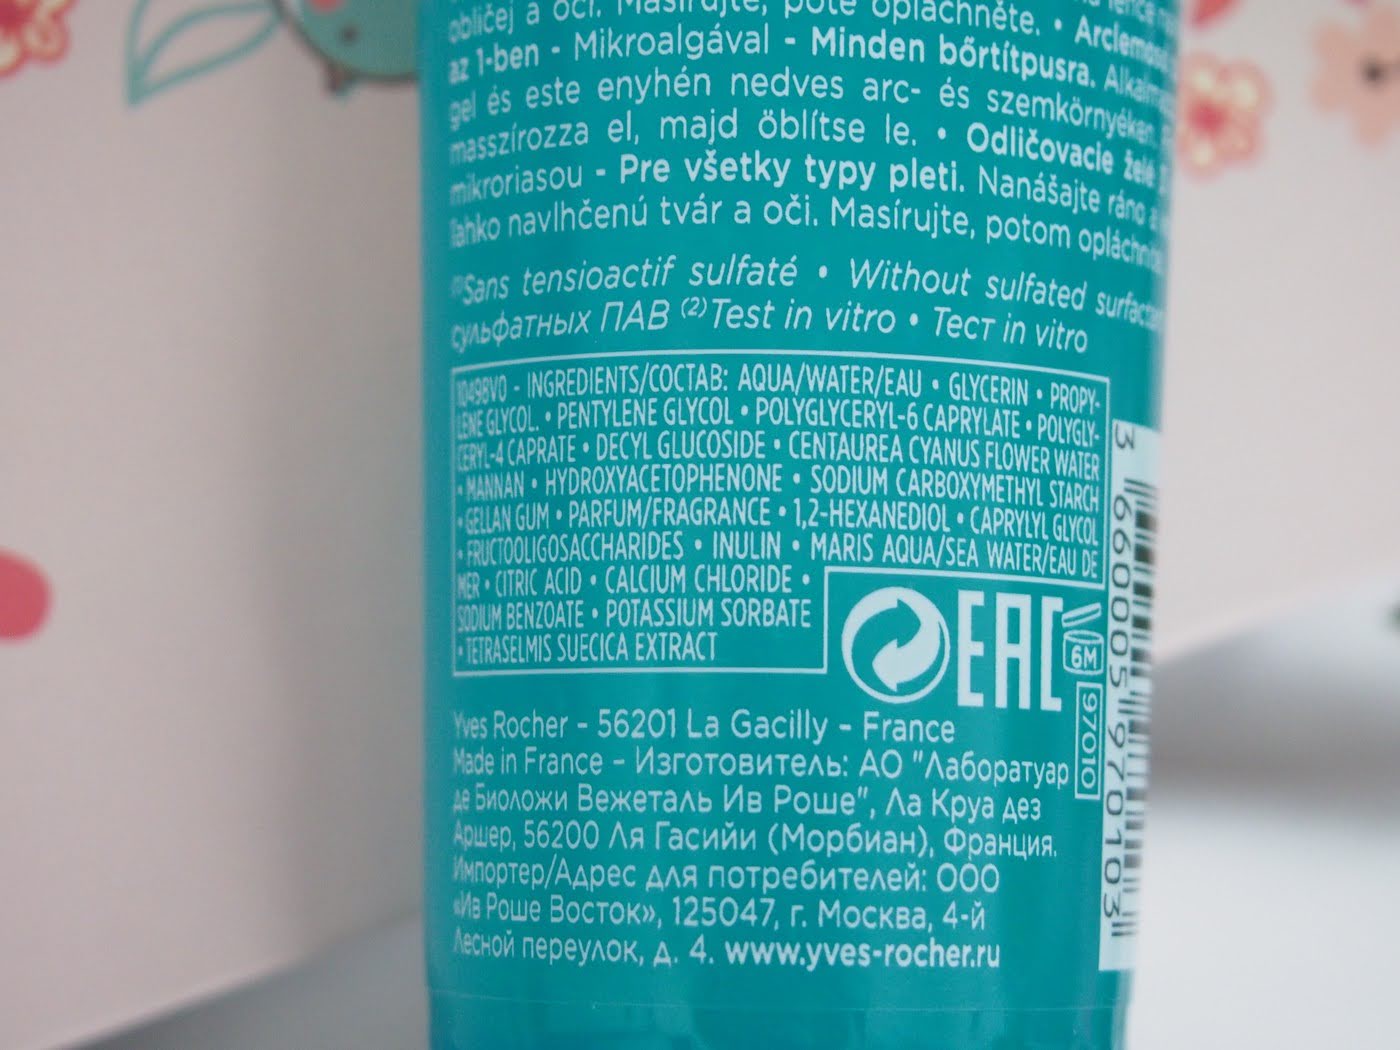 obličej a oči. Masírujte, poté opláchněte. •
az 1-ben - Mikroalgával - Minden bőrtítpusra.
gel és este enyhén nedves arc- és szemkörnyéken
masszírozza el, majd öblítse le. • Odličovacie želé
mikroriasou - Pre všetky typy pleti. Nanášajte ráno a
ľahko navlhčenú tvár a oči. Masírujte, potom
(1)Sans tensioactif sulfaté • Without sulfated
сульфатных ПАВ (2)Test in vitro • Тест in vitro
10498V0 - INGREDIENTS/СОСТАВ: AQUA/WATER/EAU • GLYCERIN • PROPY-
LENE GLYCOL. • PENTYLENE GLYCOL • POLYGLYCERYL-6 CAPRYLATE • POLYGLY-
CERYL-4 CAPRATE • DECYL GLUCOSIDE • CENTAUREA CYANUS FLOWER WATER
• MANNAN • HYDROXYACETOPHENONE • SODIUM CARBOXYMETHYL STARCH
• GELLAN GUM • PARFUM/FRAGRANCE • 1,2-HEXANEDIOL • CAPRYLYL GLYCOL
• FRUCTOOLIGOSACCHARIDES • INULIN • MARIS AQUA/SEA WATER/EAU DE
MER • CITRIC ACID • CALCIUM CHLORIDE •
SODIUM BENZOATE • POTASSIUM SORBATE
• TETRASELMIS SUECICA EXTRACT
EAC
6M
97010
3 660005 970103
Yves Rocher - 56201 La Gacilly - France
Made in France - Изготовитель: АО "Лаборатуар
де Биоложи Вежеталь Ив Роше", Ла Круа дез
Аршер, 56200 Ля Гасийи (Морбиан), Франция.
Импортер/Адрес для потребителей: ООО
«Ив Роше Восток», 125047, г. Москва, 4-й
Лесной переулок, д. 4. www.yves-rocher.ru